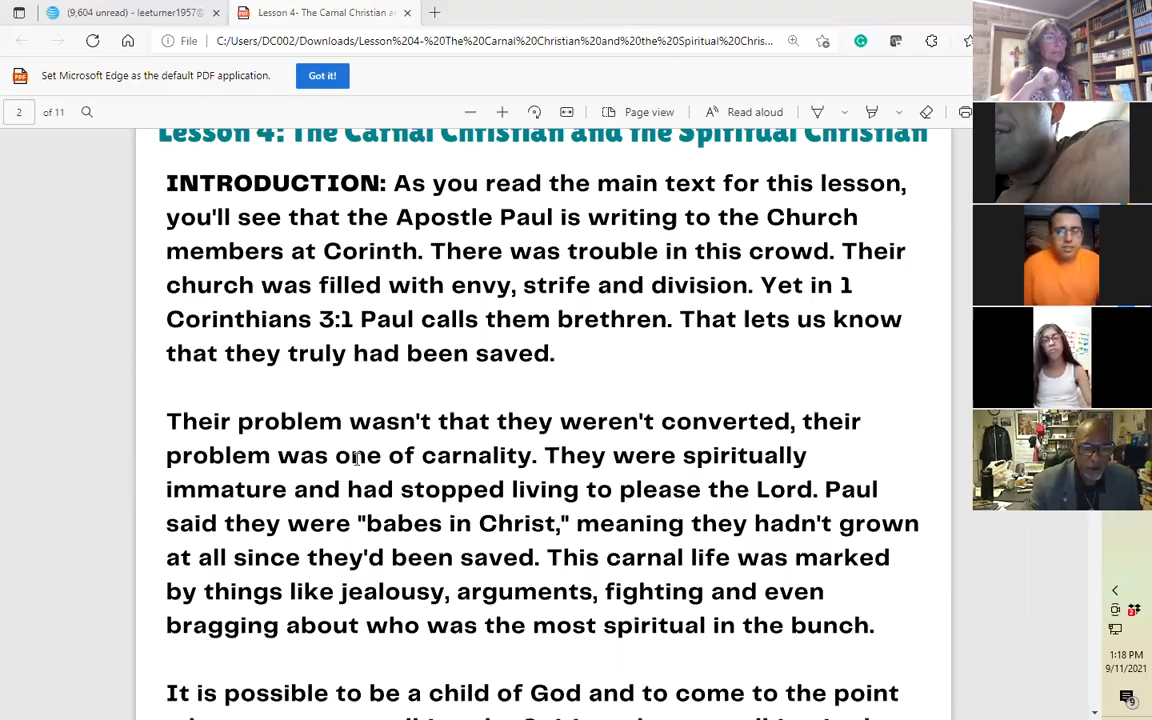 (9,604 unread) - leeturner1957@
Lesson 4- The Carnal Christian an
File
C:/Users/DC002/Downloads/Lesson%204-%20The%20Carnal%20Christian%20and%20the%20Spiritual%20Chris...
Set Microsoft Edge as the default PDF application.
Got it!
2 of 11
Page view
Read aloud
Lesson 4: The Carnal Christian and the Spiritual Christian
INTRODUCTION: As you read the main text for this lesson,
you'll see that the Apostle Paul is writing to the Church
members at Corinth. There was trouble in this crowd. Their
church was filled with envy, strife and division. Yet in 1
Corinthians 3:1 Paul calls them brethren. That lets us know
that they truly had been saved.
Their problem wasn't that they weren't converted, their
problem was one of carnality. They were spiritually
immature and had stopped living to please the Lord. Paul
said they were "babes in Christ," meaning they hadn't grown
at all since they'd been saved. This carnal life was marked
by things like jealousy, arguments, fighting and even
bragging about who was the most spiritual in the bunch.
It is possible to be a child of God and to come to the point
2
1:18 PM
9/11/2021
9